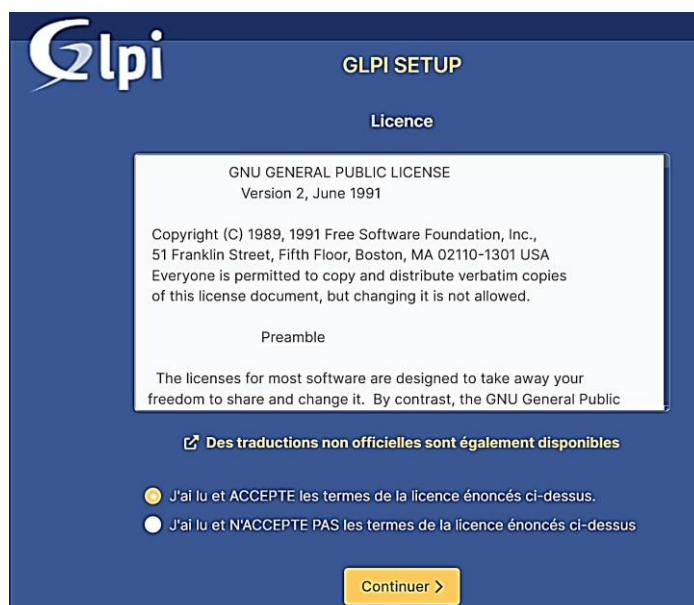 Glpi
GLPI SETUP
Licence
GNU GENERAL PUBLIC LICENSE
Version 2, June 1991
Copyright (C) 1989, 1991 Free Software Foundation, Inc.,
51 Franklin Street, Fifth Floor, Boston, MA 02110-1301 USA
Everyone is permitted to copy and distribute verbatim copies
of this license document, but changing it is not allowed.
Preamble
The licenses for most software are designed to take away your
freedom to share and change it. By contrast, the GNU General Public
Des traductions non officielles sont également disponibles
J'ai lu et ACCEPTE les termes de la licence énoncés ci-dessus.
J'ai lu et N'ACCEPTE PAS les termes de la licence énoncés ci-dessus
Continuer >